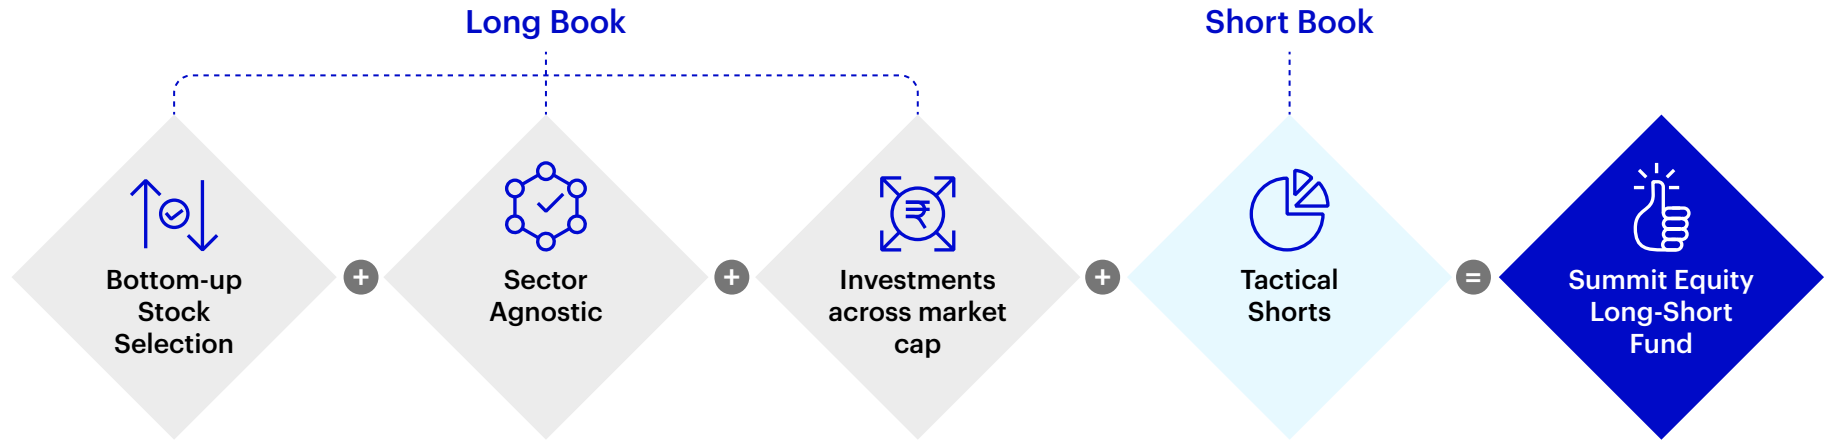 Long Book
Short Book
Bottom-up
Stock
Selection
+
Sector
Agnostic
+
₹
Investments
across market
cap
+
Tactical
Shorts
=
Summit Equity
Long-Short
Fund